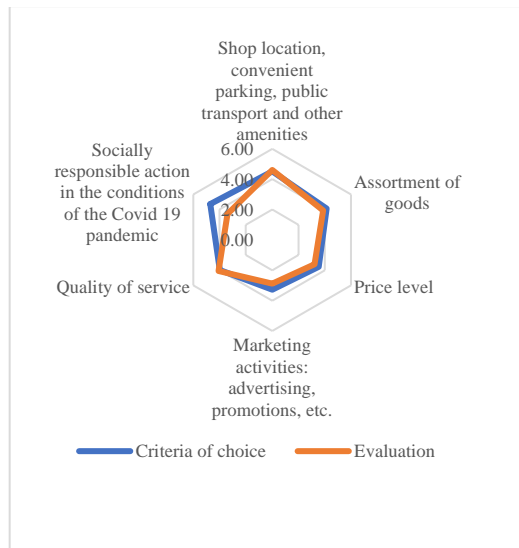 Shop location,
convenient
parking, public
transport and other
amenities
6.00
4.00
2.00
0.00
Assortment of
goods
Price level
Marketing
activities:
advertising,
promotions, etc.
Quality of service
Socially
responsible action
in the conditions
of the Covid 19
pandemic
Criteria of choice
Evaluation